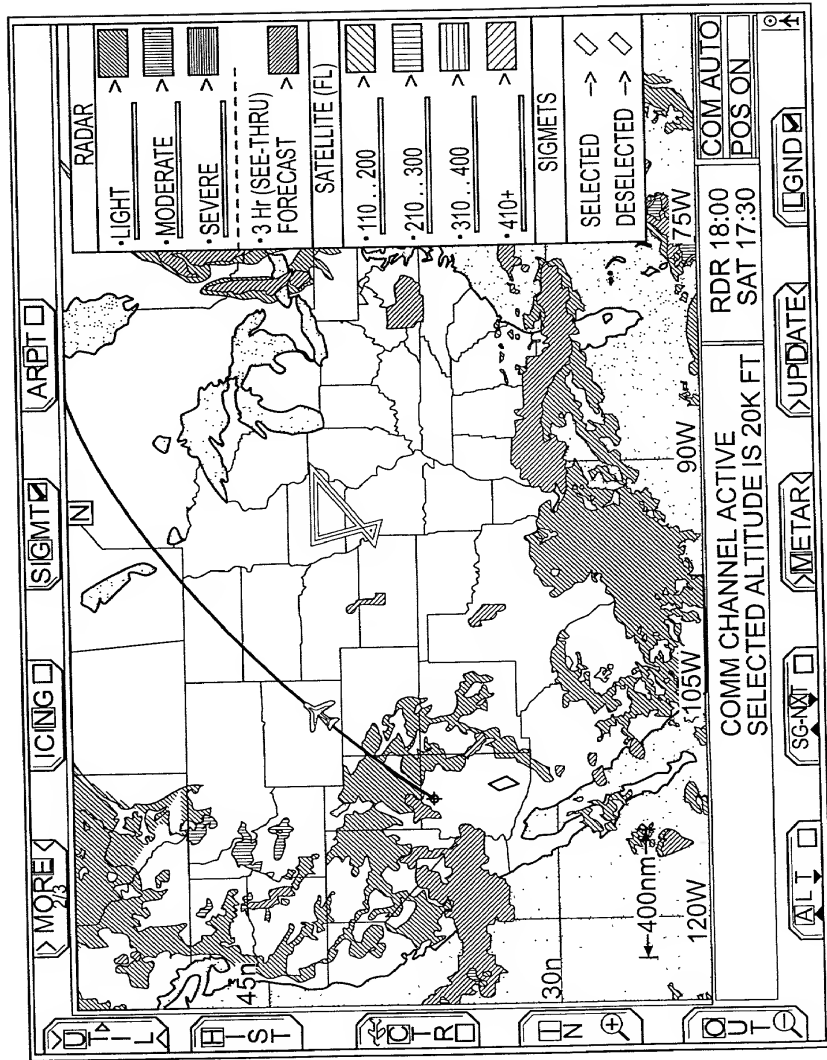 >MORE<
2/3
ICING
SIGMT
ARPT
UTIL
HIST
CTR
IN
OUT
N
45n
30n
120W
105W
90W
75W
400nm
RADAR
•LIGHT >
•MODERATE >
•SEVERE >
•3 Hr (SEE-THRU) FORECAST >
SATELLITE (FL)
•110...200 >
•210...300 >
•310...400 >
•410+ >
SIGMETS
SELECTED -->
DESELECTED -->
COMM CHANNEL ACTIVE
SELECTED ALTITUDE IS 20K FT
RDR 18:00
SAT 17:30
COM AUTO
POS ON
ALT
SG-NXT
>METAR<
>UPDATE<
LGND